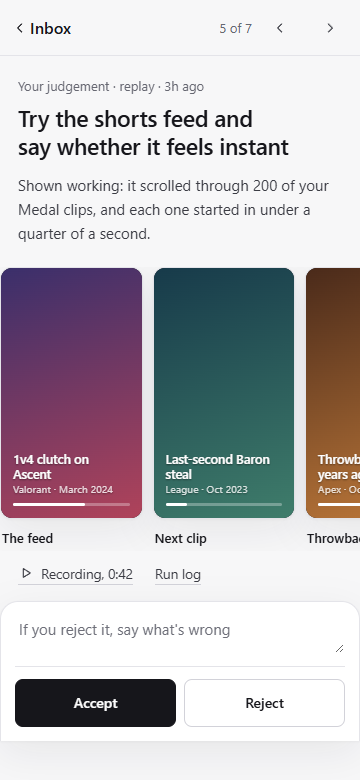 Inbox
5 of 7
Your judgement · replay · 3h ago
Try the shorts feed and
say whether it feels instant
Shown working: it scrolled through 200 of your
Medal clips, and each one started in under a
quarter of a second.
1v4 clutch on
Ascent
Valorant · March 2024
Last-second Baron
steal
League · Oct 2023
Throwb
years a
Apex · Oc
The feed
Next clip
Throwbac
Recording, 0:42
Run log
If you reject it, say what's wrong
Accept
Reject